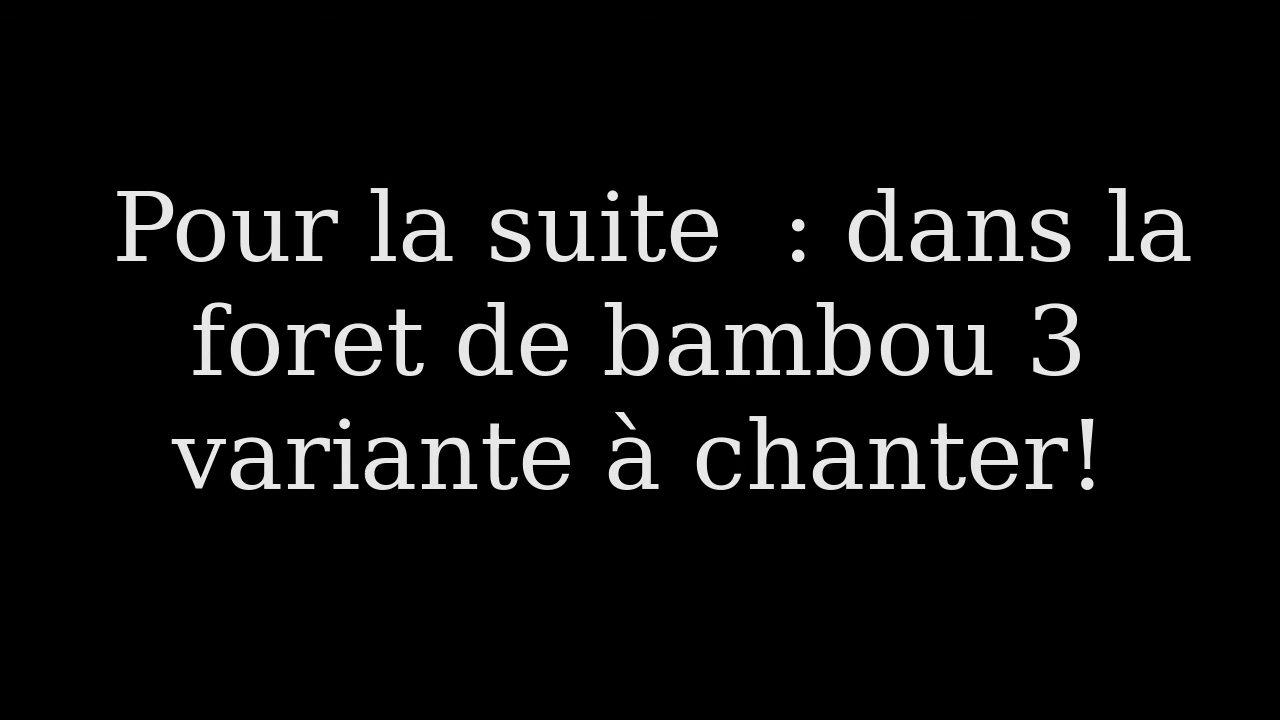 Pour la suite  : dans la
foret de bambou 3
variante à chanter!